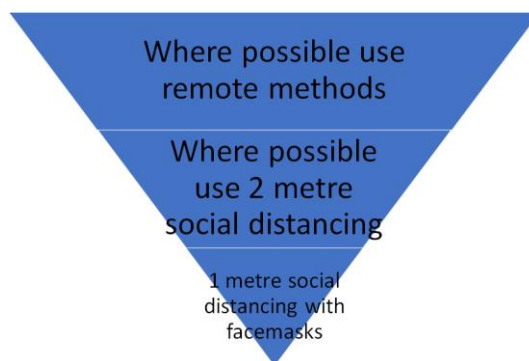 Where possible use
remote methods
Where possible
use 2 metre
social distancing
1 metre social
distancing with
facemasks